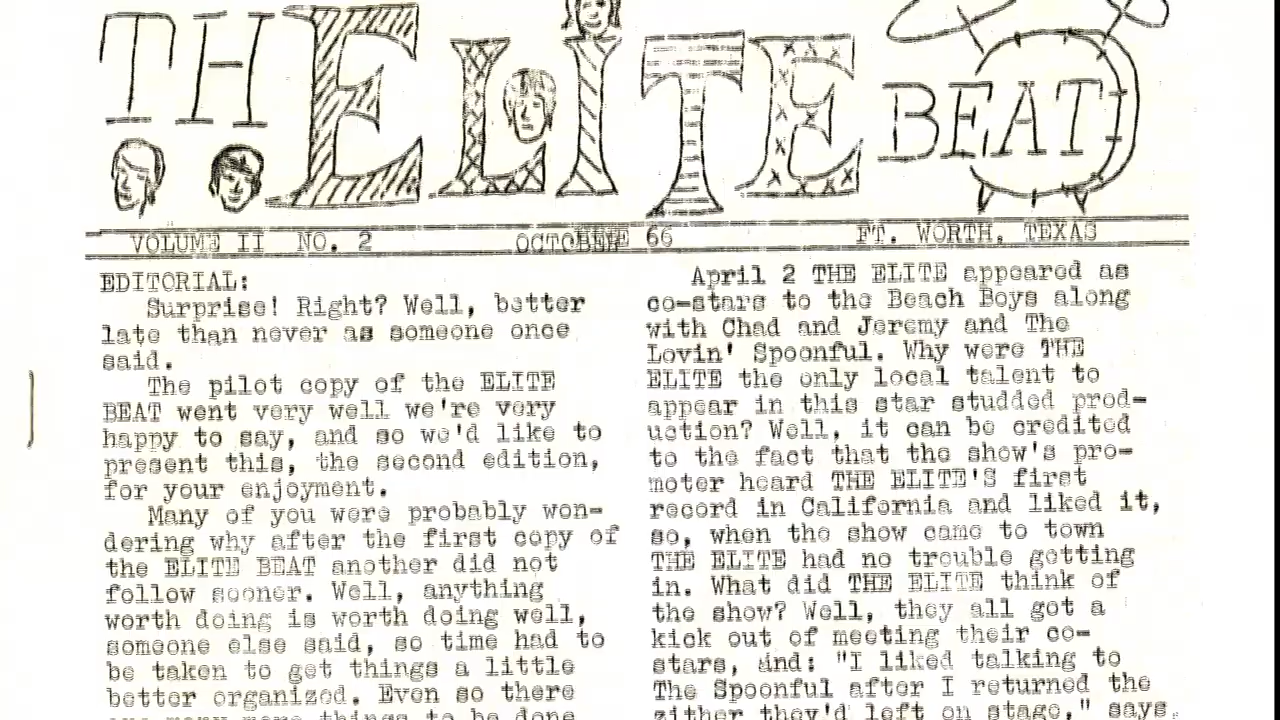 THE ELITE BEAT
VOLUME II NO. 2 OCTOBER 66 FT. WORTH, TEXAS
EDITORIAL:
Surprise! Right? Well, better
late than never as someone once
said.
The pilot copy of the ELITE
BEAT went very well we're very
happy to say, and so we'd like to
present this, the second edition,
for your enjoyment.
Many of you were probably won-
dering why after the first copy of
the ELITE BEAT another did not
follow sooner. Well, anything
worth doing is worth doing well,
someone else said, so time had to
be taken to get things a little
better organized. Even so there
are many more things to be done
April 2 THE ELITE appeared as
co-stars to the Beach Boys along
with Chad and Jeremy and The
Lovin' Spoonful. Why were THE
ELITE the only local talent to
appear in this star studded prod-
uction? Well, it can be credited
to the fact that the show's pro-
moter heard THE ELITE'S first
record in California and liked it,
so, when the show came to town
THE ELITE had no trouble getting
in. What did THE ELITE think of
the show? Well, they all got a
kick out of meeting their co-
stars, and: "I liked talking to
The Spoonful after I returned the
zither they'd left on stage," says